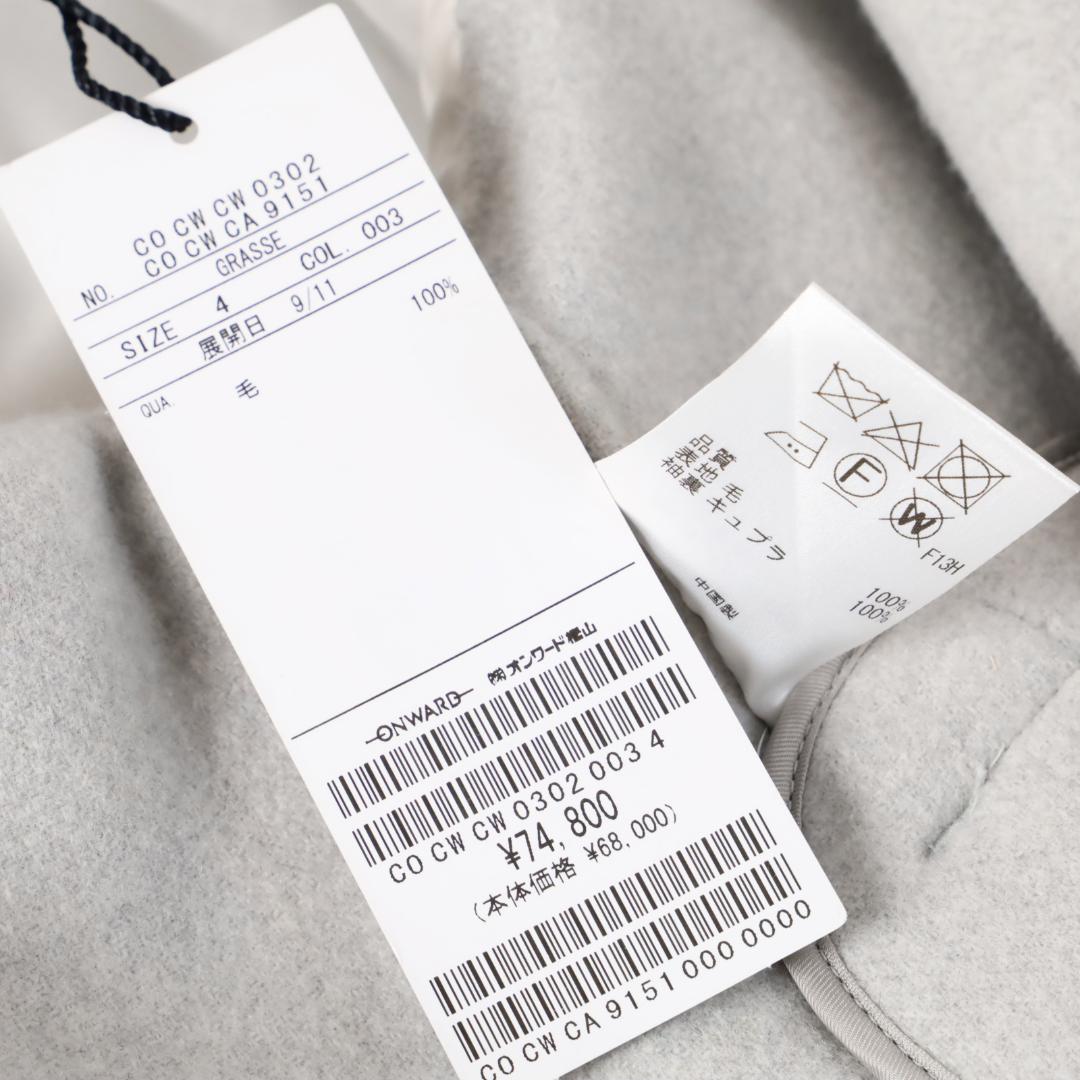 CO CW CW 0302
NO. CO CW CA 9151
GRASSE
SIZE 4 COL. 003
展開日 9/11
QUA. 毛 100%
ONWARD ㈱オンワード樫山
CO CW CW 0302 003 4
¥74,800
(本体価格 ¥68,000)
CO CW CA 9151 000 0000
F
W
F13H
品質
表地 毛 100%
袖裏 キュプラ 100%
中国製